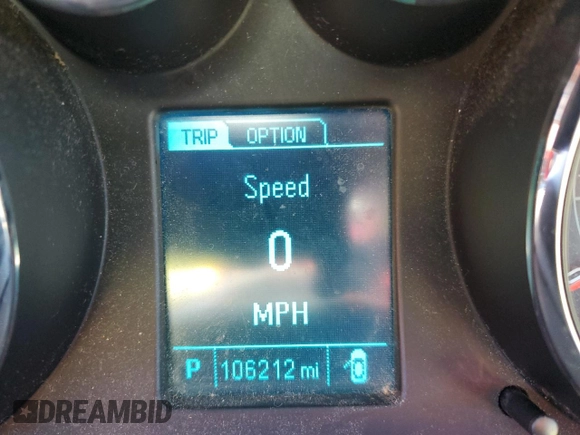 TRIP OPTION
Speed
0
MPH
P 106212 mi
DREAMBID